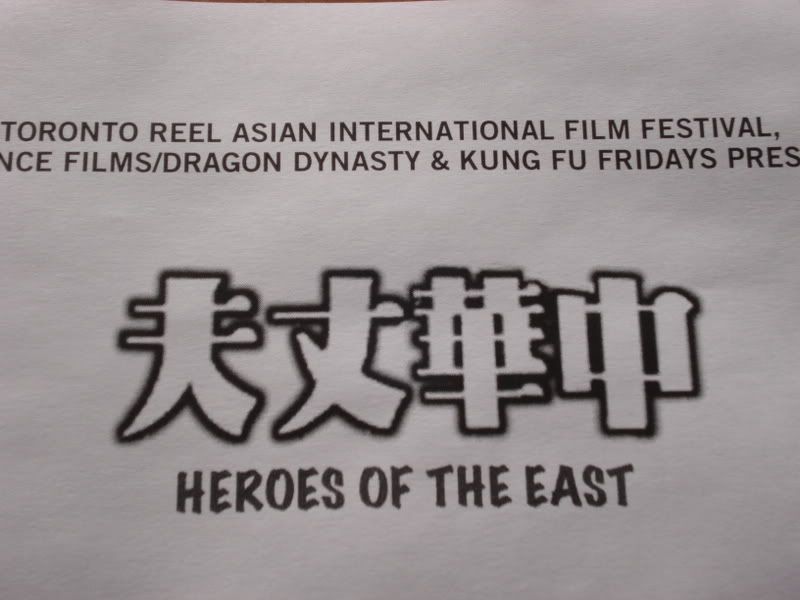 TORONTO REEL ASIAN INTERNATIONAL FILM FESTIVAL,
NCE FILMS/DRAGON DYNASTY & KUNG FU FRIDAYS PRES
中華丈夫
HEROES OF THE EAST